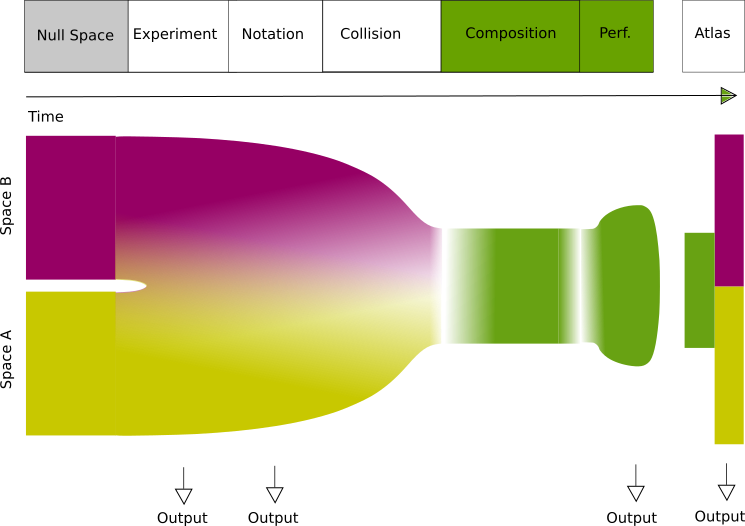 Null Space
Experiment
Notation
Collision
Composition
Perf.
Atlas
Time
Space B
Space A
Output
Output
Output
Output